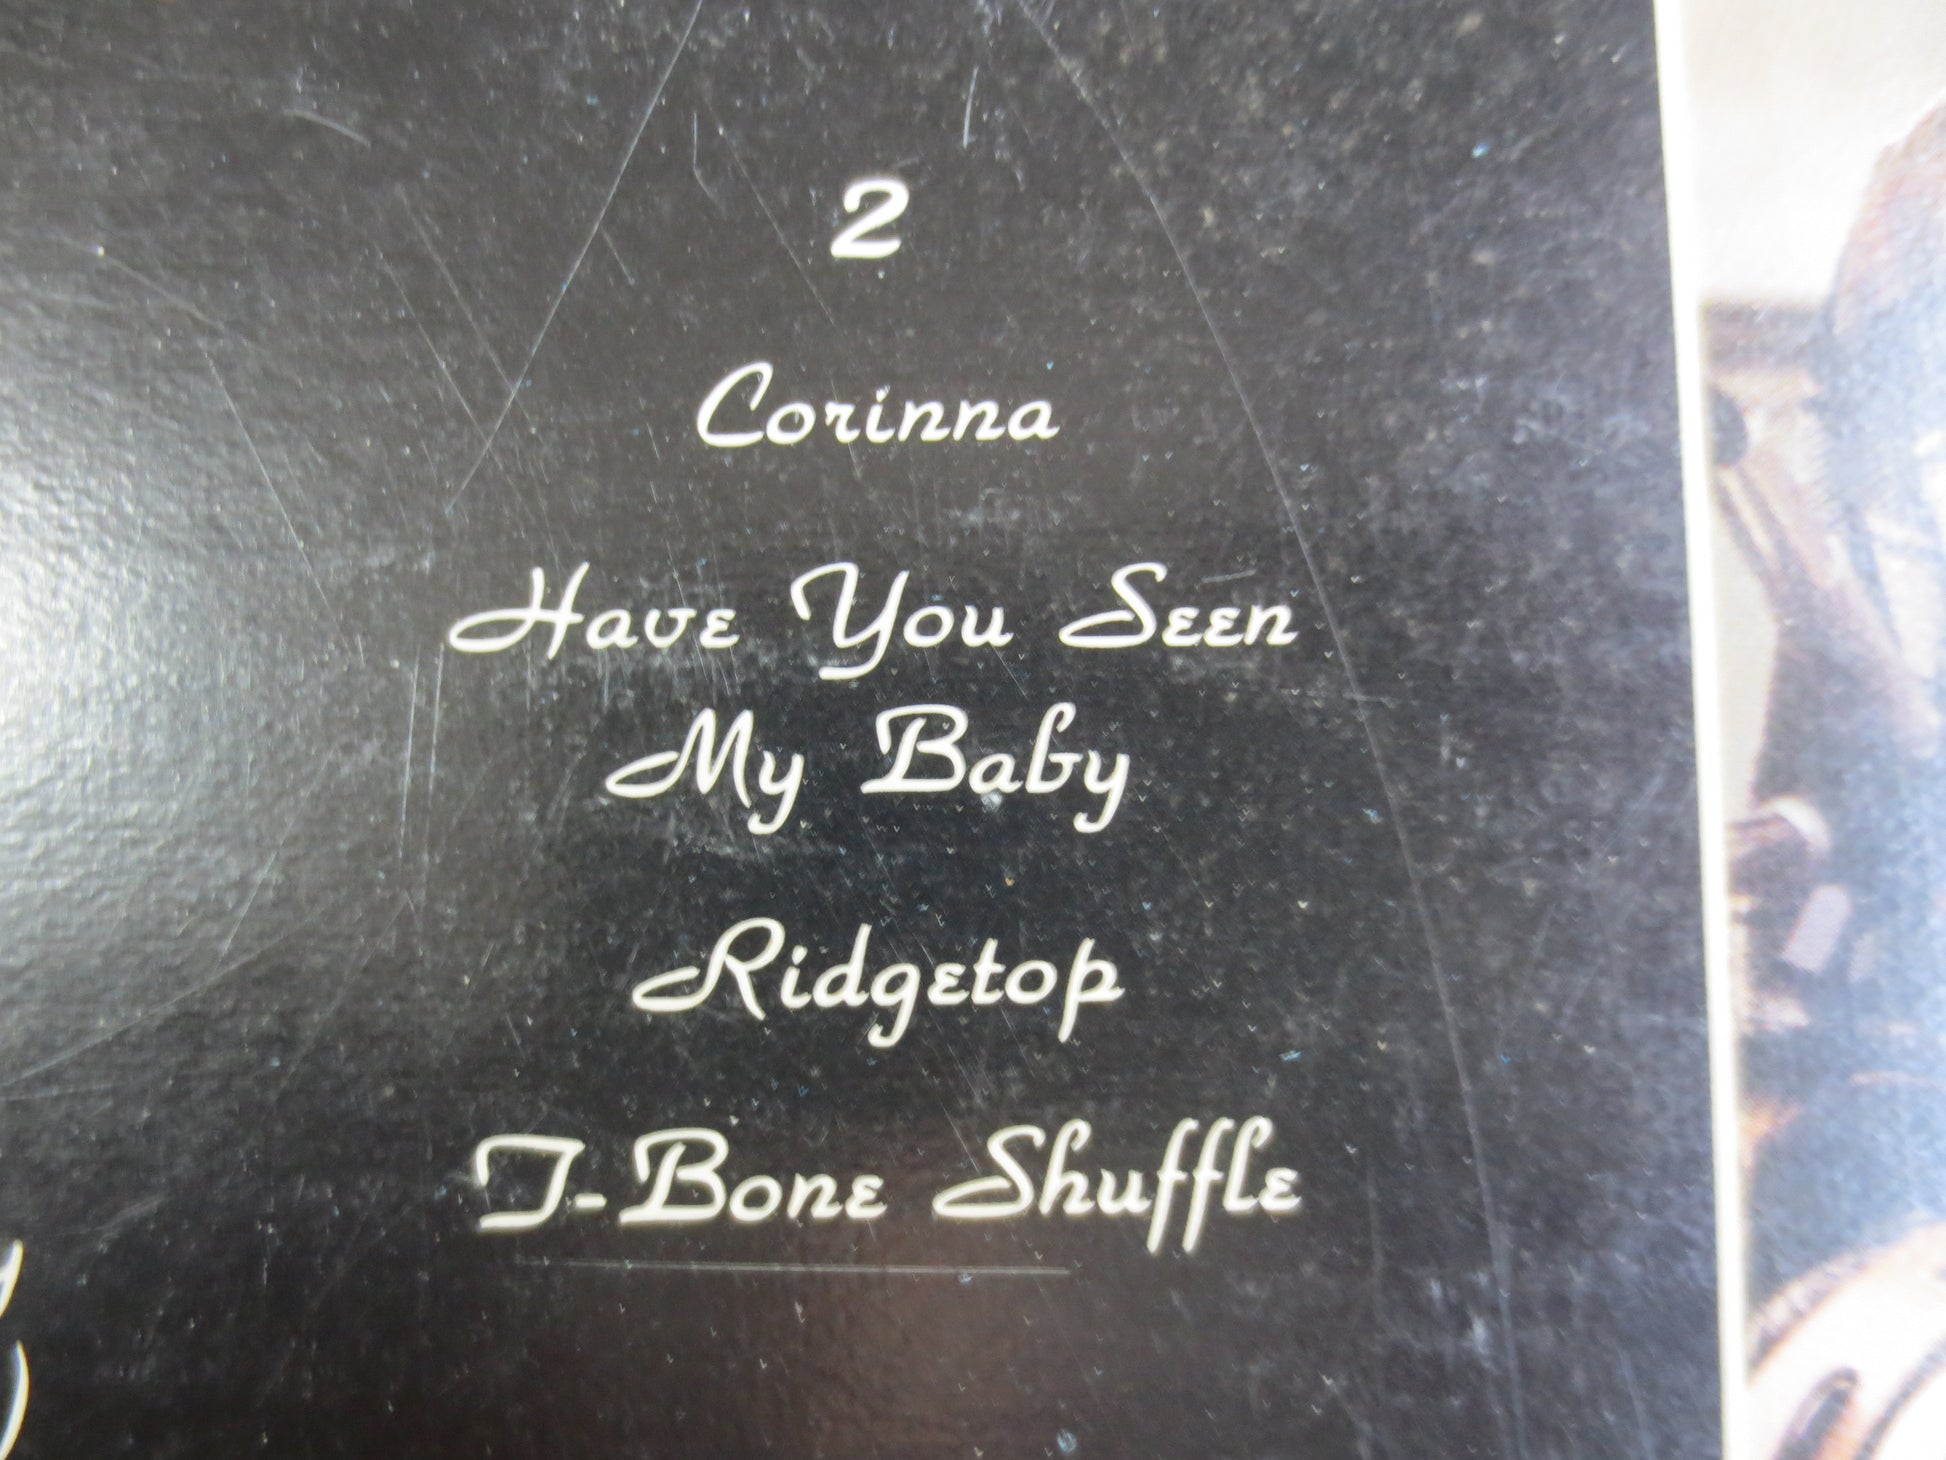 2
Corinna
Have You Seen
My Baby
Ridgetop
T-Bone Shuffle